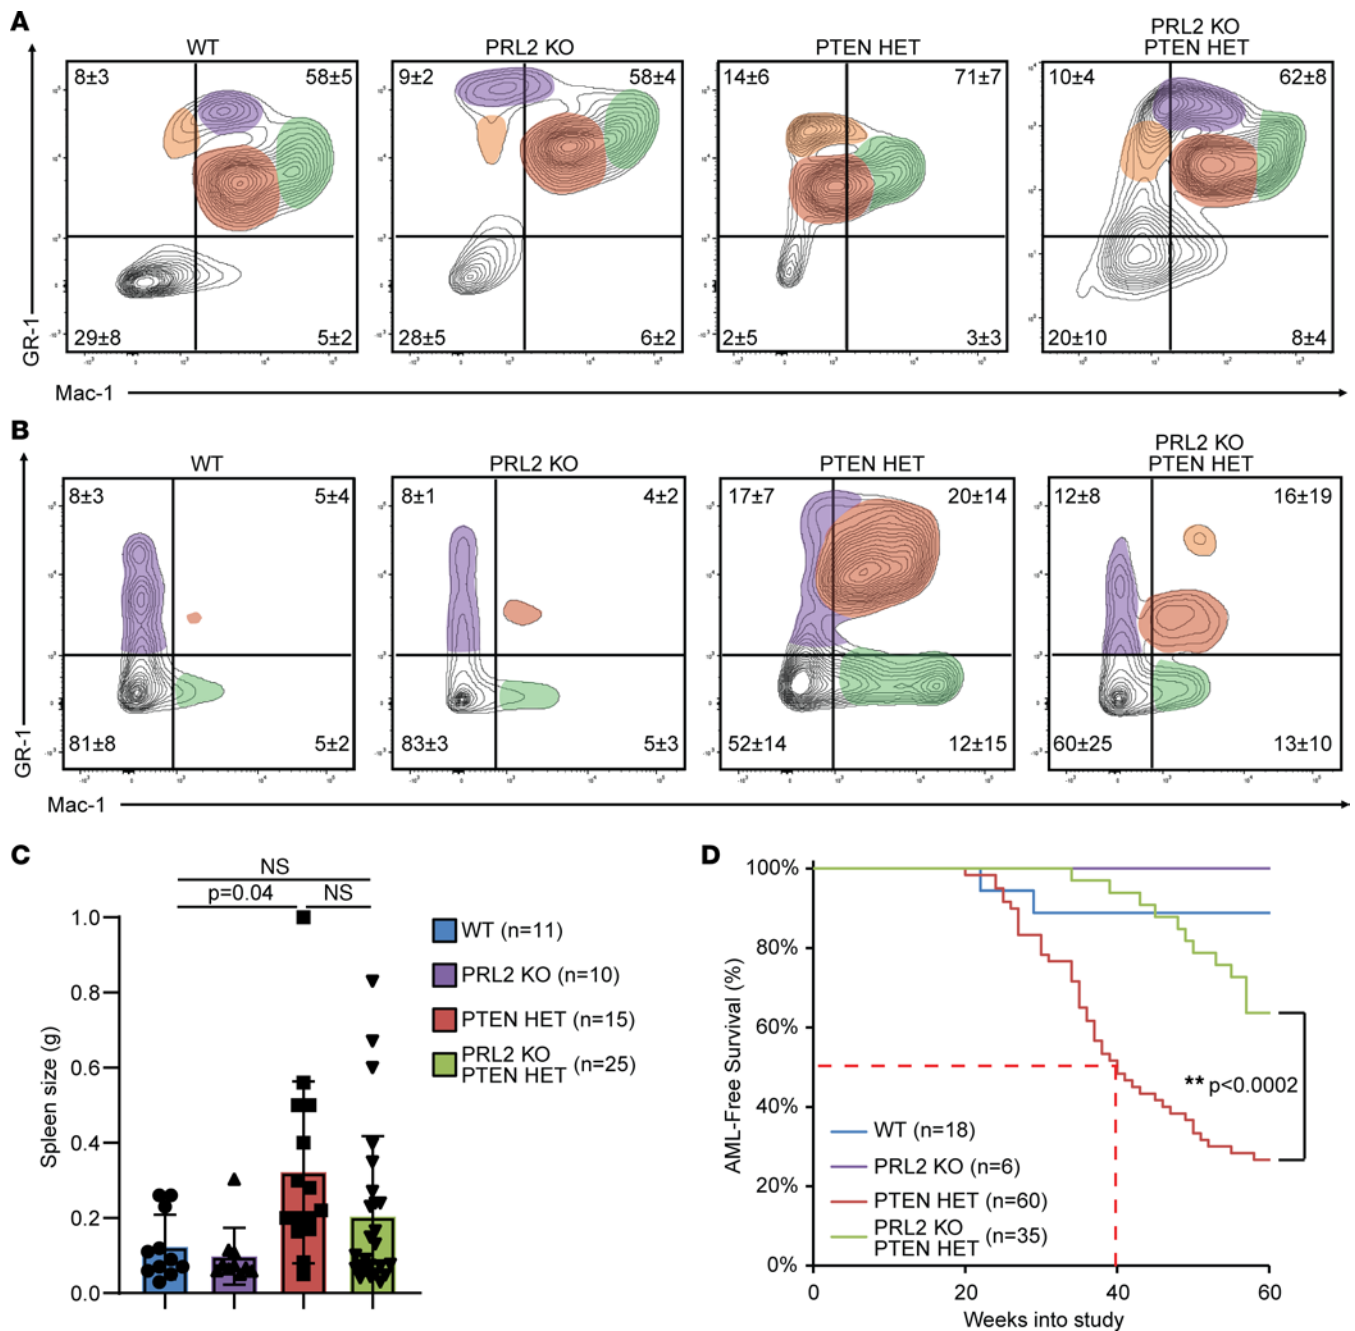 A
WT
PRL2 KO
PTEN HET
PRL2 KO
PTEN HET
8±3
58±5
9±2
58±4
14±6
71±7
10±4
62±8
29±8
5±2
28±5
6±2
2±5
3±3
20±10
8±4
GR-1
Mac-1
B
WT
PRL2 KO
PTEN HET
PRL2 KO
PTEN HET
8±3
5±4
8±1
4±2
17±7
20±14
12±8
16±19
81±8
5±2
83±3
5±3
52±14
12±15
60±25
13±10
GR-1
Mac-1
C
NS
p=0.04
NS
1.0
0.8
0.6
0.4
0.2
0.0
Spleen size (g)
WT (n=11)
PRL2 KO (n=10)
PTEN HET (n=15)
PRL2 KO
PTEN HET (n=25)
D
100%
80%
60%
40%
20%
0%
AML-Free Survival (%)
** p<0.0002
WT (n=18)
PRL2 KO (n=6)
PTEN HET (n=60)
PRL2 KO
PTEN HET (n=35)
0
20
40
60
Weeks into study